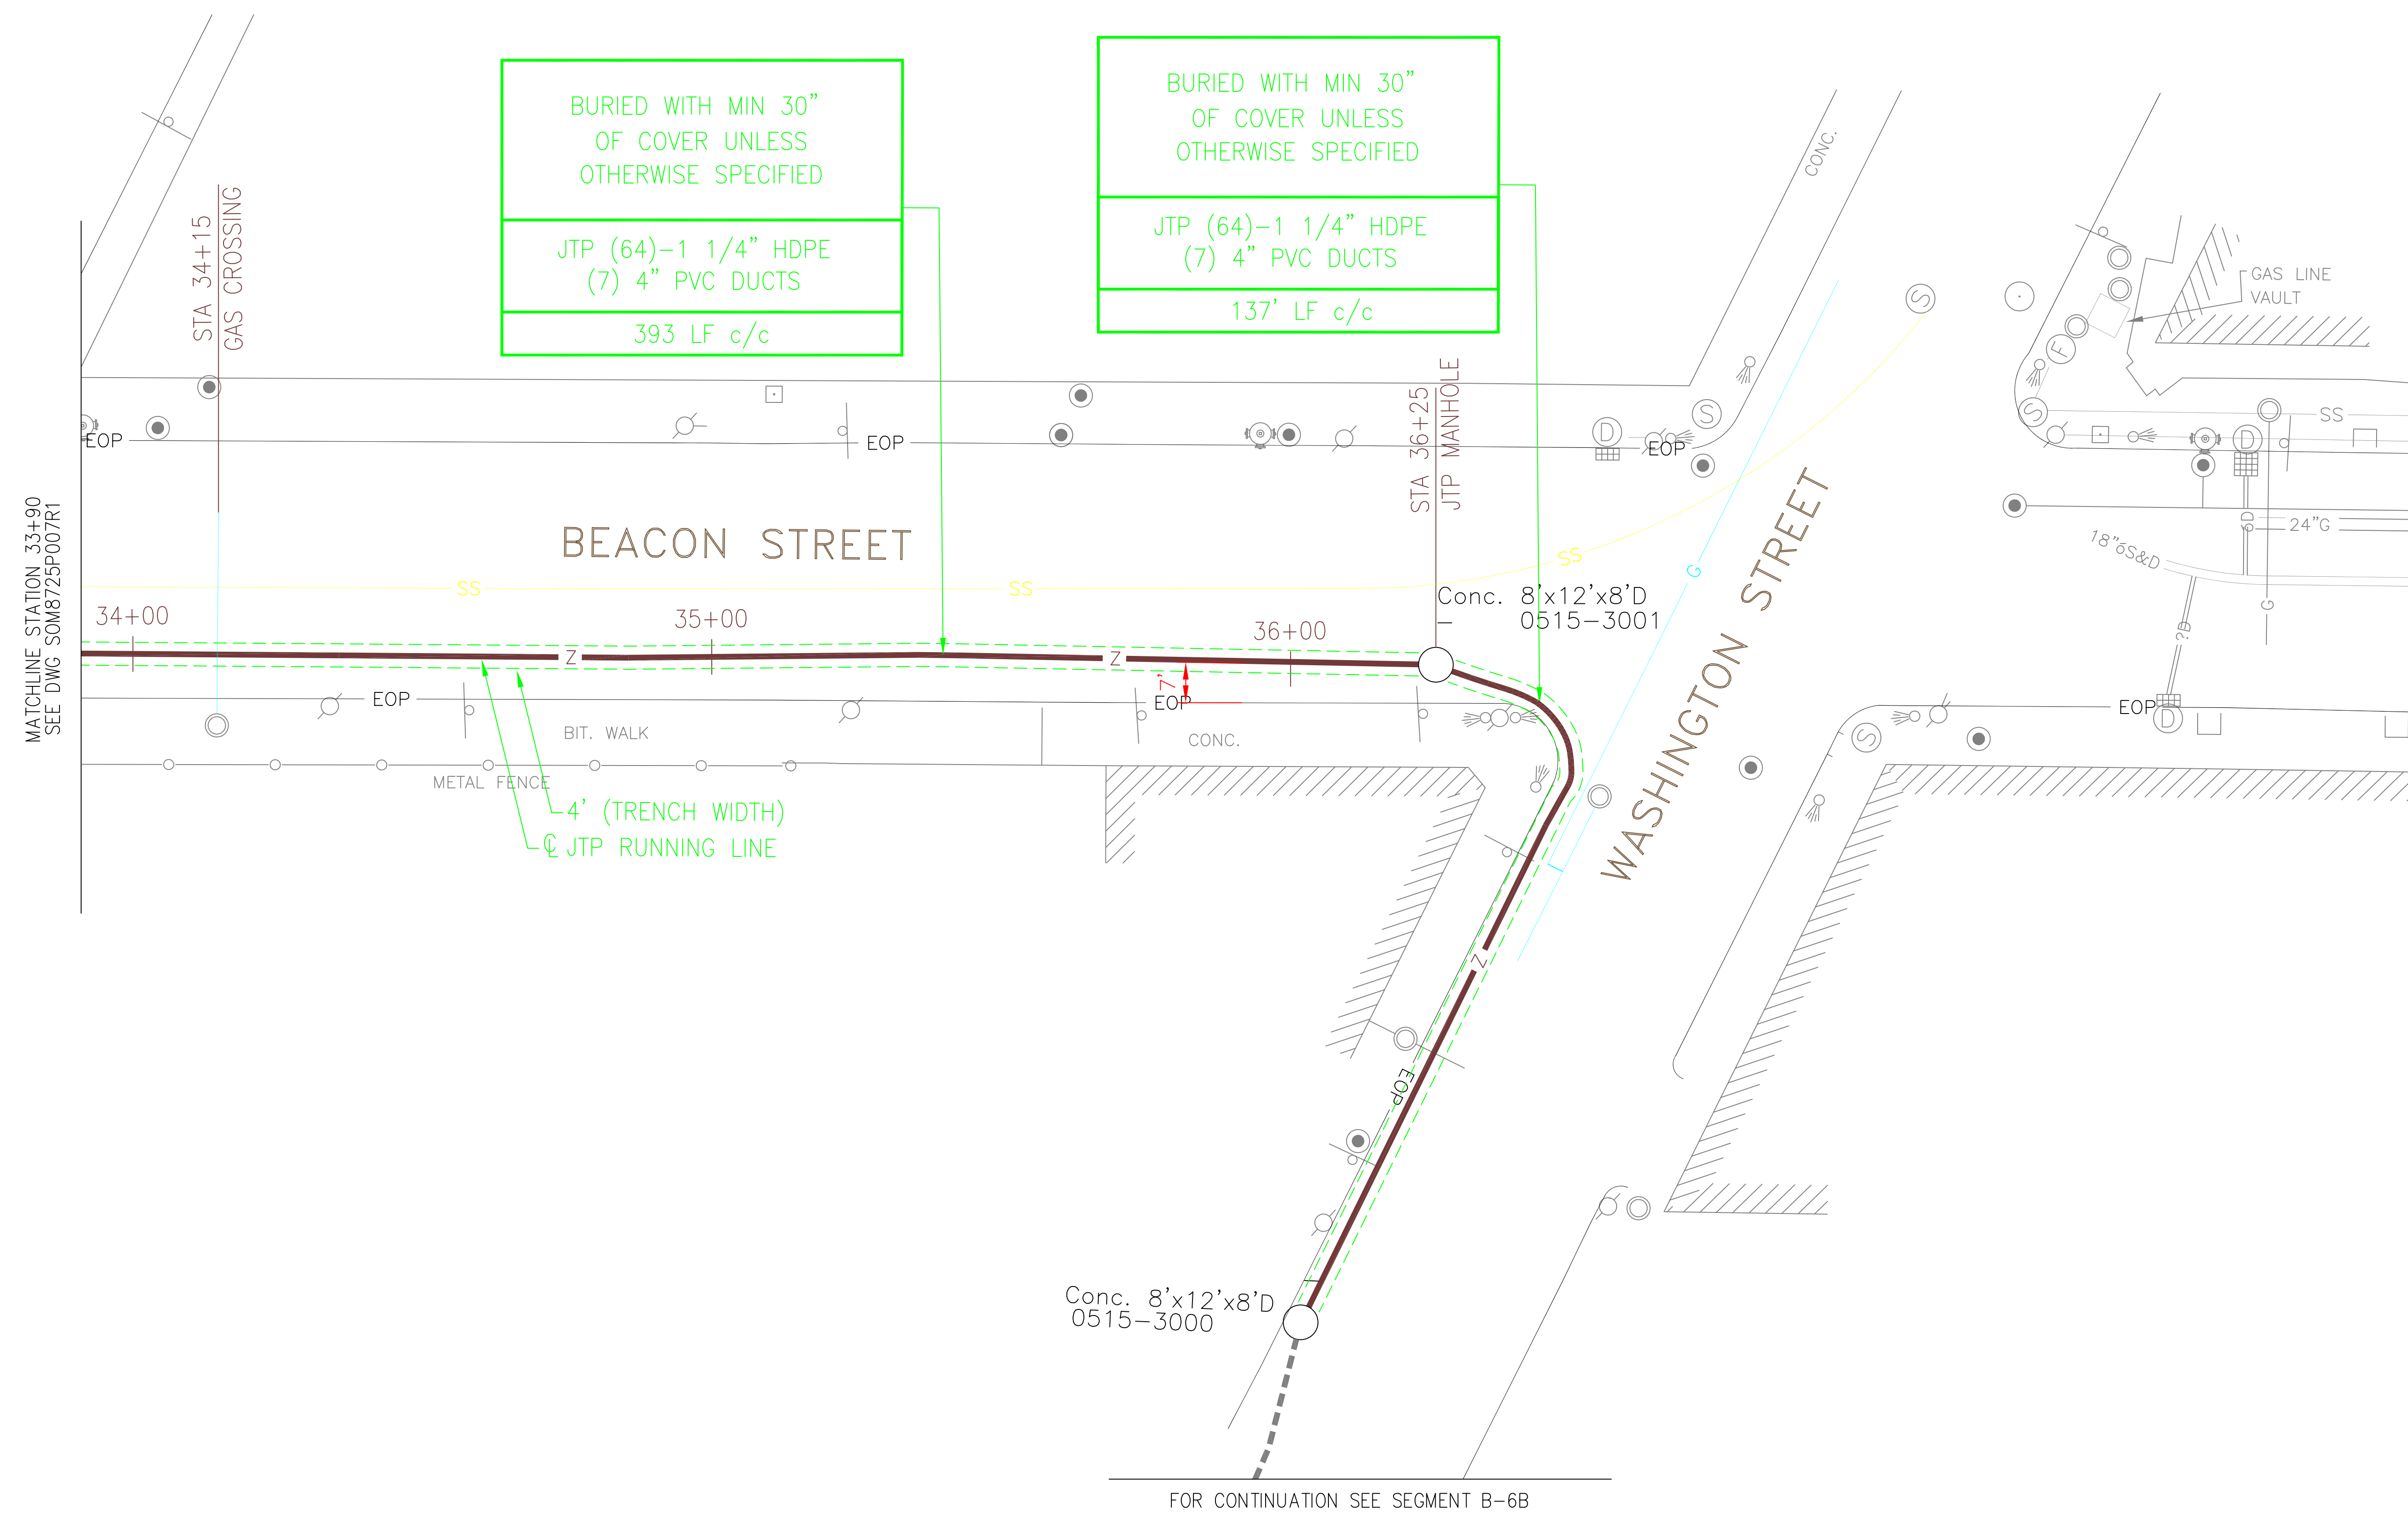 BURIED WITH MIN 30"
OF COVER UNLESS
OTHERWISE SPECIFIED
JTP (64)-1 1/4" HDPE
(7) 4" PVC DUCTS
393 LF c/c
BURIED WITH MIN 30"
OF COVER UNLESS
OTHERWISE SPECIFIED
JTP (64)-1 1/4" HDPE
(7) 4" PVC DUCTS
137' LF c/c
CONC.
STA 34+15
GAS CROSSING
STA 36+25
JTP MANHOLE
GAS LINE
VAULT
S
F
S
S
SS
EOP
EOP
D
EOP
D
D
24"G
18"óS&D
G
?D
BEACON STREET
SS
SS
SS
G
WASHINGTON STREET
MATCHLINE STATION 33+90
SEE DWG SOM8725P007R1
34+00
35+00
36+00
Conc. 8'x12'x8'D
0515-3001
Z
Z
7'
EOP
EOP
EOP
D
S
BIT. WALK
CONC.
METAL FENCE
4' (TRENCH WIDTH)
℄ JTP RUNNING LINE
Z
EOP
Conc. 8'x12'x8'D
0515-3000
FOR CONTINUATION SEE SEGMENT B-6B